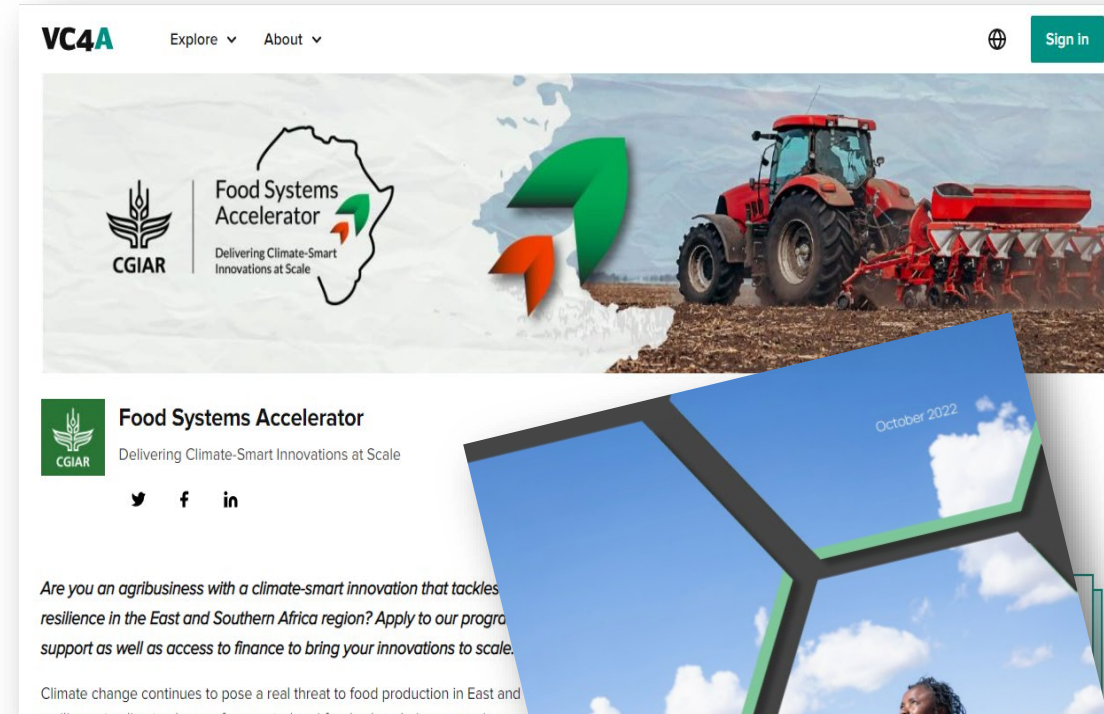 VC4A
Explore
About
Sign in
CGIAR
Food Systems
Accelerator
Delivering Climate-Smart
Innovations at Scale
CGIAR
Food Systems Accelerator
Delivering Climate-Smart Innovations at Scale
October 2022
Are you an agribusiness with a climate-smart innovation that tackles
resilience in the East and Southern Africa region? Apply to our
support as well as access to finance to bring your innovations to scale.
Climate change continues to pose a real threat to food production in East and